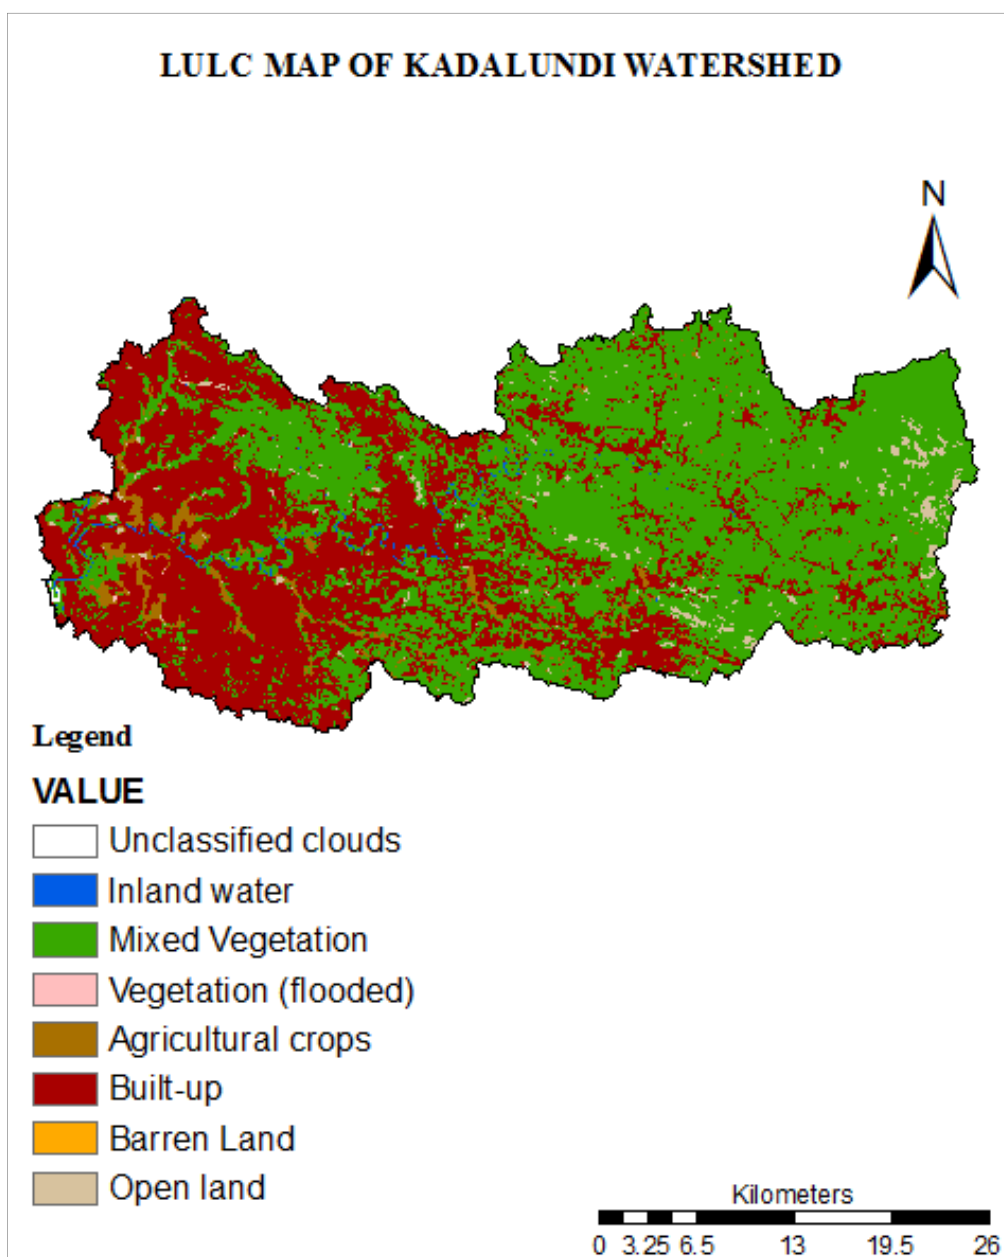 LULC MAP OF KADALUNDI WATERSHED
N
Legend
VALUE
Unclassified clouds
Inland water
Mixed Vegetation
Vegetation (flooded)
Agricultural crops
Built-up
Barren Land
Open land
Kilometers
0 3.25 6.5 13 19.5 26